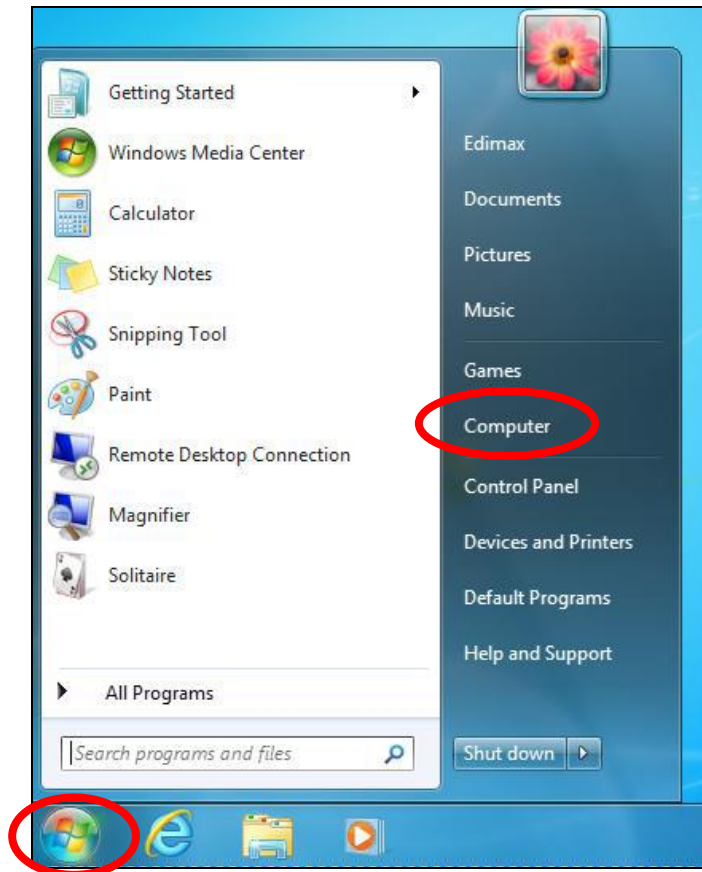 Getting Started
Windows Media Center
Calculator
Sticky Notes
Snipping Tool
Paint
Remote Desktop Connection
Magnifier
Solitaire
All Programs
Search programs and files
Edimax
Documents
Pictures
Music
Games
Computer
Control Panel
Devices and Printers
Default Programs
Help and Support
Shut down